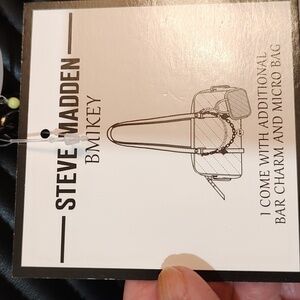 STEVE MADDEN
BMIKEY
I COME WITH ADDITIONAL
BAR CHARM AND MICRO BAG